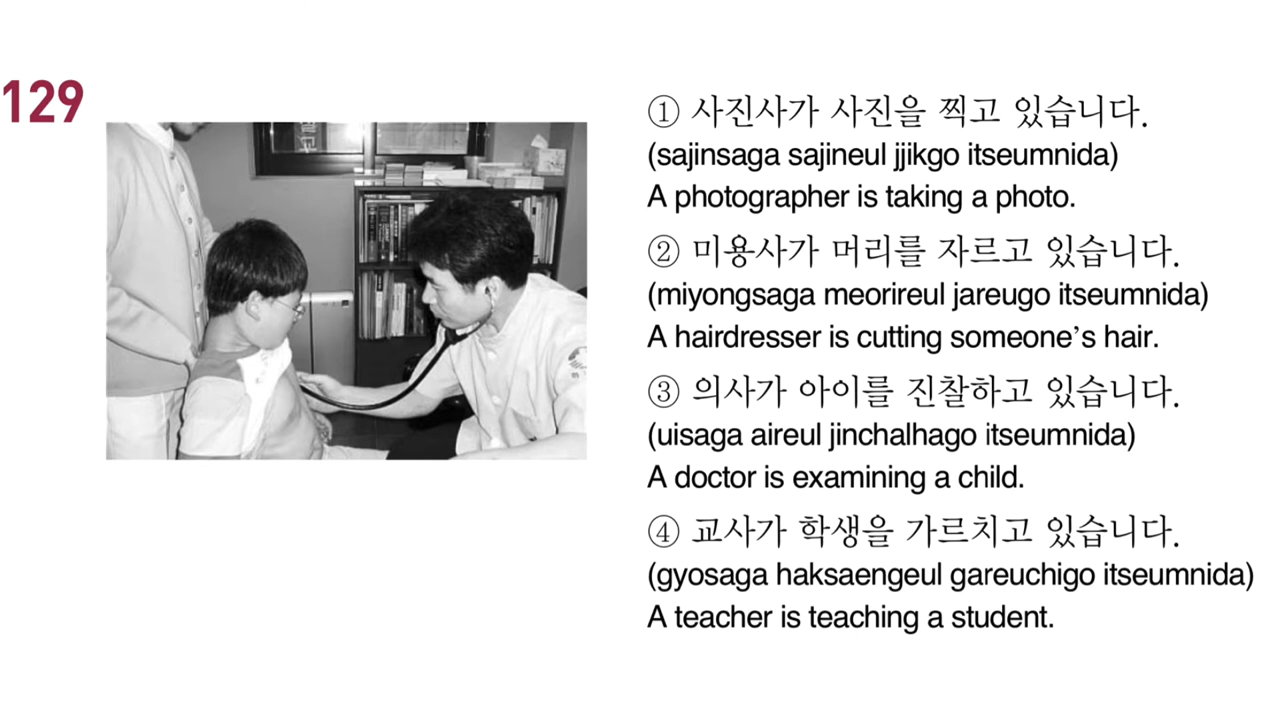 129
① 사진사가 사진을 찍고 있습니다.
(sajinsaga sajineul jjikgo itseumnida)
A photographer is taking a photo.
② 미용사가 머리를 자르고 있습니다.
(miyongsaga meorireul jareugo itseumnida)
A hairdresser is cutting someone's hair.
③ 의사가 아이를 진찰하고 있습니다.
(uisaga aireul jinchalhago itseumnida)
A doctor is examining a child.
④ 교사가 학생을 가르치고 있습니다.
(gyosaga haksaengeul gareuchigo itseumnida)
A teacher is teaching a student.